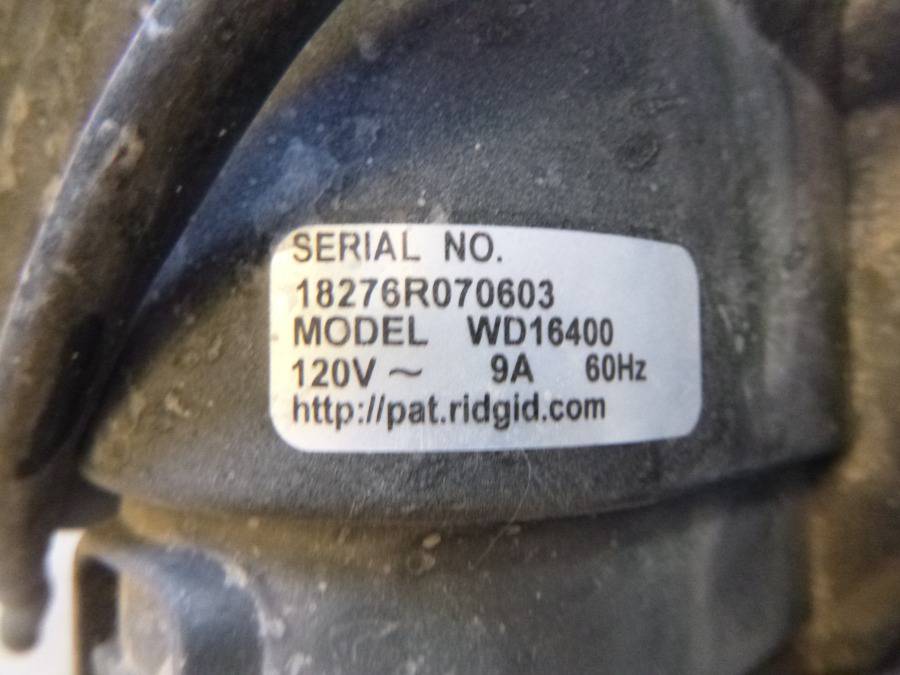 SERIAL NO.
18276R070603
MODEL WD16400
120V ~ 9A 60Hz
http://pat.ridgid.com